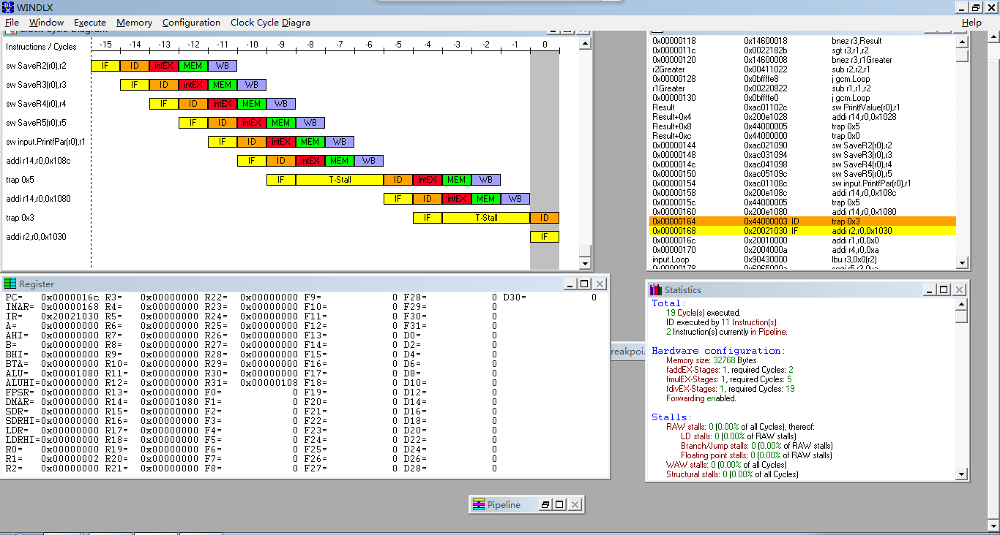 WINDLX
File Window Execute Memory Configuration Clock Cycle Diagra Help
Clock Cycle Diagram
Instructions / Cycles -15 -14 -13 -12 -11 -10 -9 -8 -7 -6 -5 -4 -3 -2 -1 0
sw SaveR2(r0),r2 IF ID intEX MEM WB
sw SaveR3(r0),r3 IF ID intEX MEM WB
sw SaveR4(r0),r4 IF ID intEX MEM WB
sw SaveR5(r0),r5 IF ID intEX MEM WB
sw input.PrintfPar(r0),r1 IF ID intEX MEM WB
addi r14,r0,0x108c IF ID intEX MEM WB
trap 0x5 IF T-Stall ID intEX MEM WB
addi r14,r0,0x1080 IF ID intEX MEM WB
trap 0x3 IF T-Stall ID
addi r2,r0,0x1030 IF
0x00000118 0x14600018 bnez r3,Result
0x0000011c 0x0022182b sgt r3,r1,r2
0x00000120 0x14600008 bnez r3,r1Greater
r2Greater 0x00411022 sub r2,r2,r1
0x00000128 0x0bffffe8 j gcm.Loop
r1Greater 0x00220822 sub r1,r1,r2
0x00000130 0x0bffffe0 j gcm.Loop
Result 0xac01102c sw PrintfValue(r0),r1
Result+0x4 0x200e1028 addi r14,r0,0x1028
Result+0x8 0x44000005 trap 0x5
Result+0xc 0x44000000 trap 0x0
0x00000144 0xac021090 sw SaveR2(r0),r2
0x00000148 0xac031094 sw SaveR3(r0),r3
0x0000014c 0xac041098 sw SaveR4(r0),r4
0x00000150 0xac05109c sw SaveR5(r0),r5
0x00000154 0xac01108c sw input.PrintfPar(r0),r1
0x00000158 0x200e108c addi r14,r0,0x108c
0x0000015c 0x44000005 trap 0x5
0x00000160 0x200e1080 addi r14,r0,0x1080
0x00000164 0x44000003 ID trap 0x3
0x00000168 0x20021030 IF addi r2,r0,0x1030
0x0000016c 0x20010000 addi r1,r0,0x0
0x00000170 0x2004000a addi r4,r0,0xa
input.Loop 0x90430000 lbu r3,0x0(r2)
0x00000178 0x6065000a seqi r5,r3,0xa
Register
PC= 0x0000016c R3= 0x00000000 R22= 0x00000000 F9= 0 F28= 0 D30= 0
IMAR= 0x00000168 R4= 0x00000000 R23= 0x00000000 F10= 0 F29= 0
IR= 0x20021030 R5= 0x00000000 R24= 0x00000000 F11= 0 F30= 0
A= 0x00000000 R6= 0x00000000 R25= 0x00000000 F12= 0 F31= 0
AHI= 0x00000000 R7= 0x00000000 R26= 0x00000000 F13= 0 D0= 0
B= 0x00000000 R8= 0x00000000 R27= 0x00000000 F14= 0 D2= 0
BHI= 0x00000000 R9= 0x00000000 R28= 0x00000000 F15= 0 D4= 0
BTA= 0x00000000 R10= 0x00000000 R29= 0x00000000 F16= 0 D6= 0
ALU= 0x00001080 R11= 0x00000000 R30= 0x00000000 F17= 0 D8= 0
ALUHI= 0x00000000 R12= 0x00000000 R31= 0x00000108 F18= 0 D10= 0
FPSR= 0x00000000 R13= 0x00000000 F0= 0 F19= 0 D12= 0
DMAR= 0x00000000 R14= 0x00001080 F1= 0 F20= 0 D14= 0
SDR= 0x00000000 R15= 0x00000000 F2= 0 F21= 0 D16= 0
SDRHI= 0x00000000 R16= 0x00000000 F3= 0 F22= 0 D18= 0
LDR= 0x00000000 R17= 0x00000000 F4= 0 F23= 0 D20= 0
LDRHI= 0x00000000 R18= 0x00000000 F5= 0 F24= 0 D22= 0
R0= 0x00000000 R19= 0x00000000 F6= 0 F25= 0 D24= 0
R1= 0x00000002 R20= 0x00000000 F7= 0 F26= 0 D26= 0
R2= 0x00000000 R21= 0x00000000 F8= 0 F27= 0 D28= 0
reakpoi.
Statistics
Total:
19 Cycle(s) executed.
ID executed by 11 Instruction(s).
2 Instruction(s) currently in Pipeline.
Hardware configuration:
Memory size: 32768 Bytes
faddEX-Stages: 1, required Cycles: 2
fmulEX-Stages: 1, required Cycles: 5
fdivEX-Stages: 1, required Cycles: 19
Forwarding enabled.
Stalls:
RAW stalls: 0 (0.00% of all Cycles), thereof:
LD stalls: 0 (0.00% of RAW stalls)
Branch/Jump stalls: 0 (0.00% of RAW stalls)
Floating point stalls: 0 (0.00% of RAW stalls)
WAW stalls: 0 (0.00% of all Cycles)
Structural stalls: 0 (0.00% of all Cycles)
Pipeline